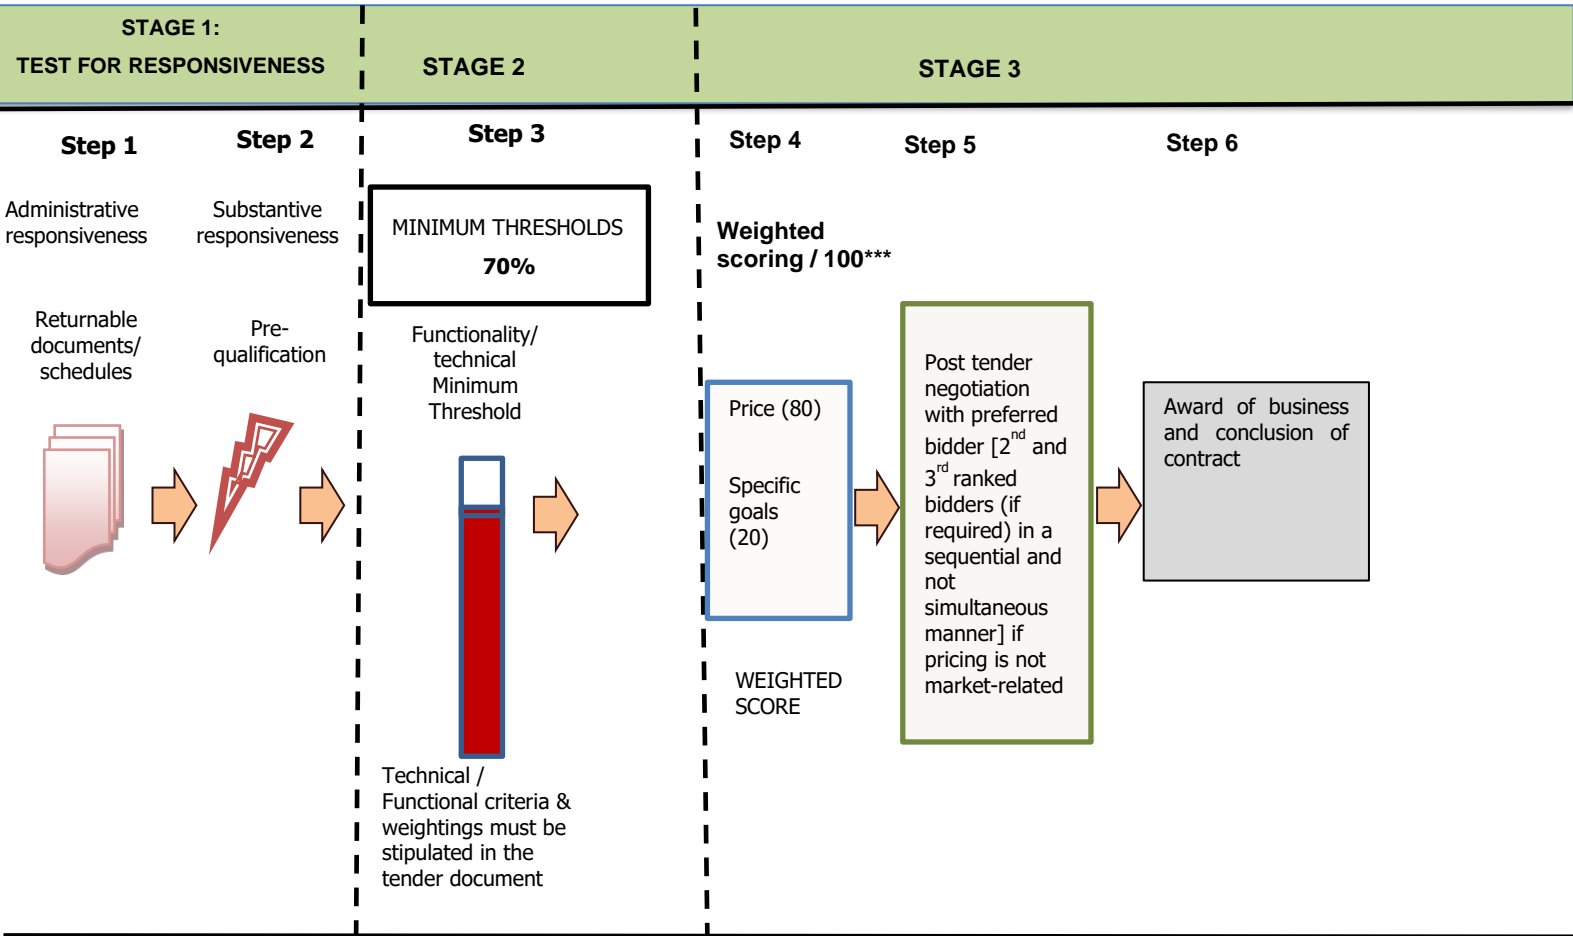 STAGE 1:
TEST FOR RESPONSIVENESS
STAGE 2
STAGE 3
Step 1
Step 2
Step 3
Step 4
Step 5
Step 6
Administrative
responsiveness
Substantive
responsiveness
MINIMUM THRESHOLDS
70%
Weighted
scoring / 100***
Returnable
documents/
schedules
Pre-
qualification
Functionality/
technical
Minimum
Threshold
Price (80)
Specific
goals
(20)
Post tender
negotiation
with preferred
bidder [2nd and
3rd ranked
bidders (if
required) in a
sequential and
not
simultaneous
manner] if
pricing is not
market-related
Award of business
and conclusion of
contract
WEIGHTED
SCORE
Technical /
Functional criteria &
weightings must be
stipulated in the
tender document